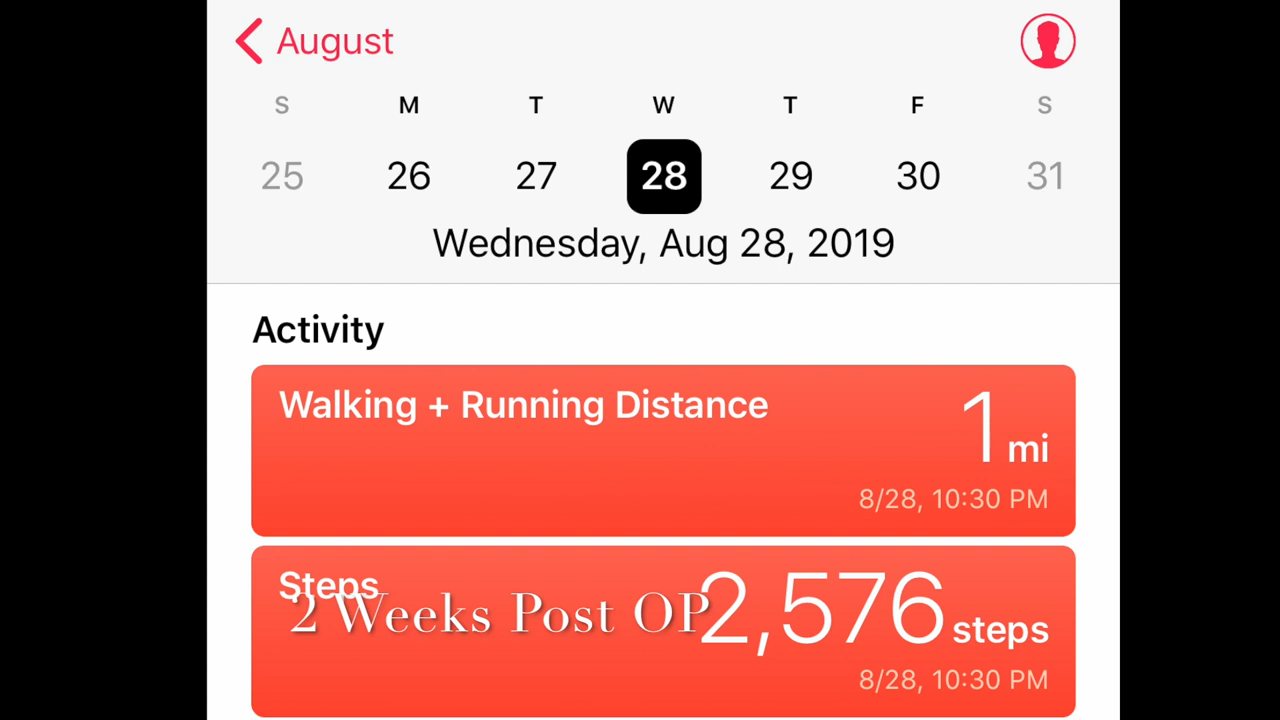 August
S M T W T F S
25 26 27 28 29 30 31
Wednesday, Aug 28, 2019
Activity
Walking + Running Distance
1 mi
8/28, 10:30 PM
Steps
2 Weeks Post OP
2,576 steps
8/28, 10:30 PM